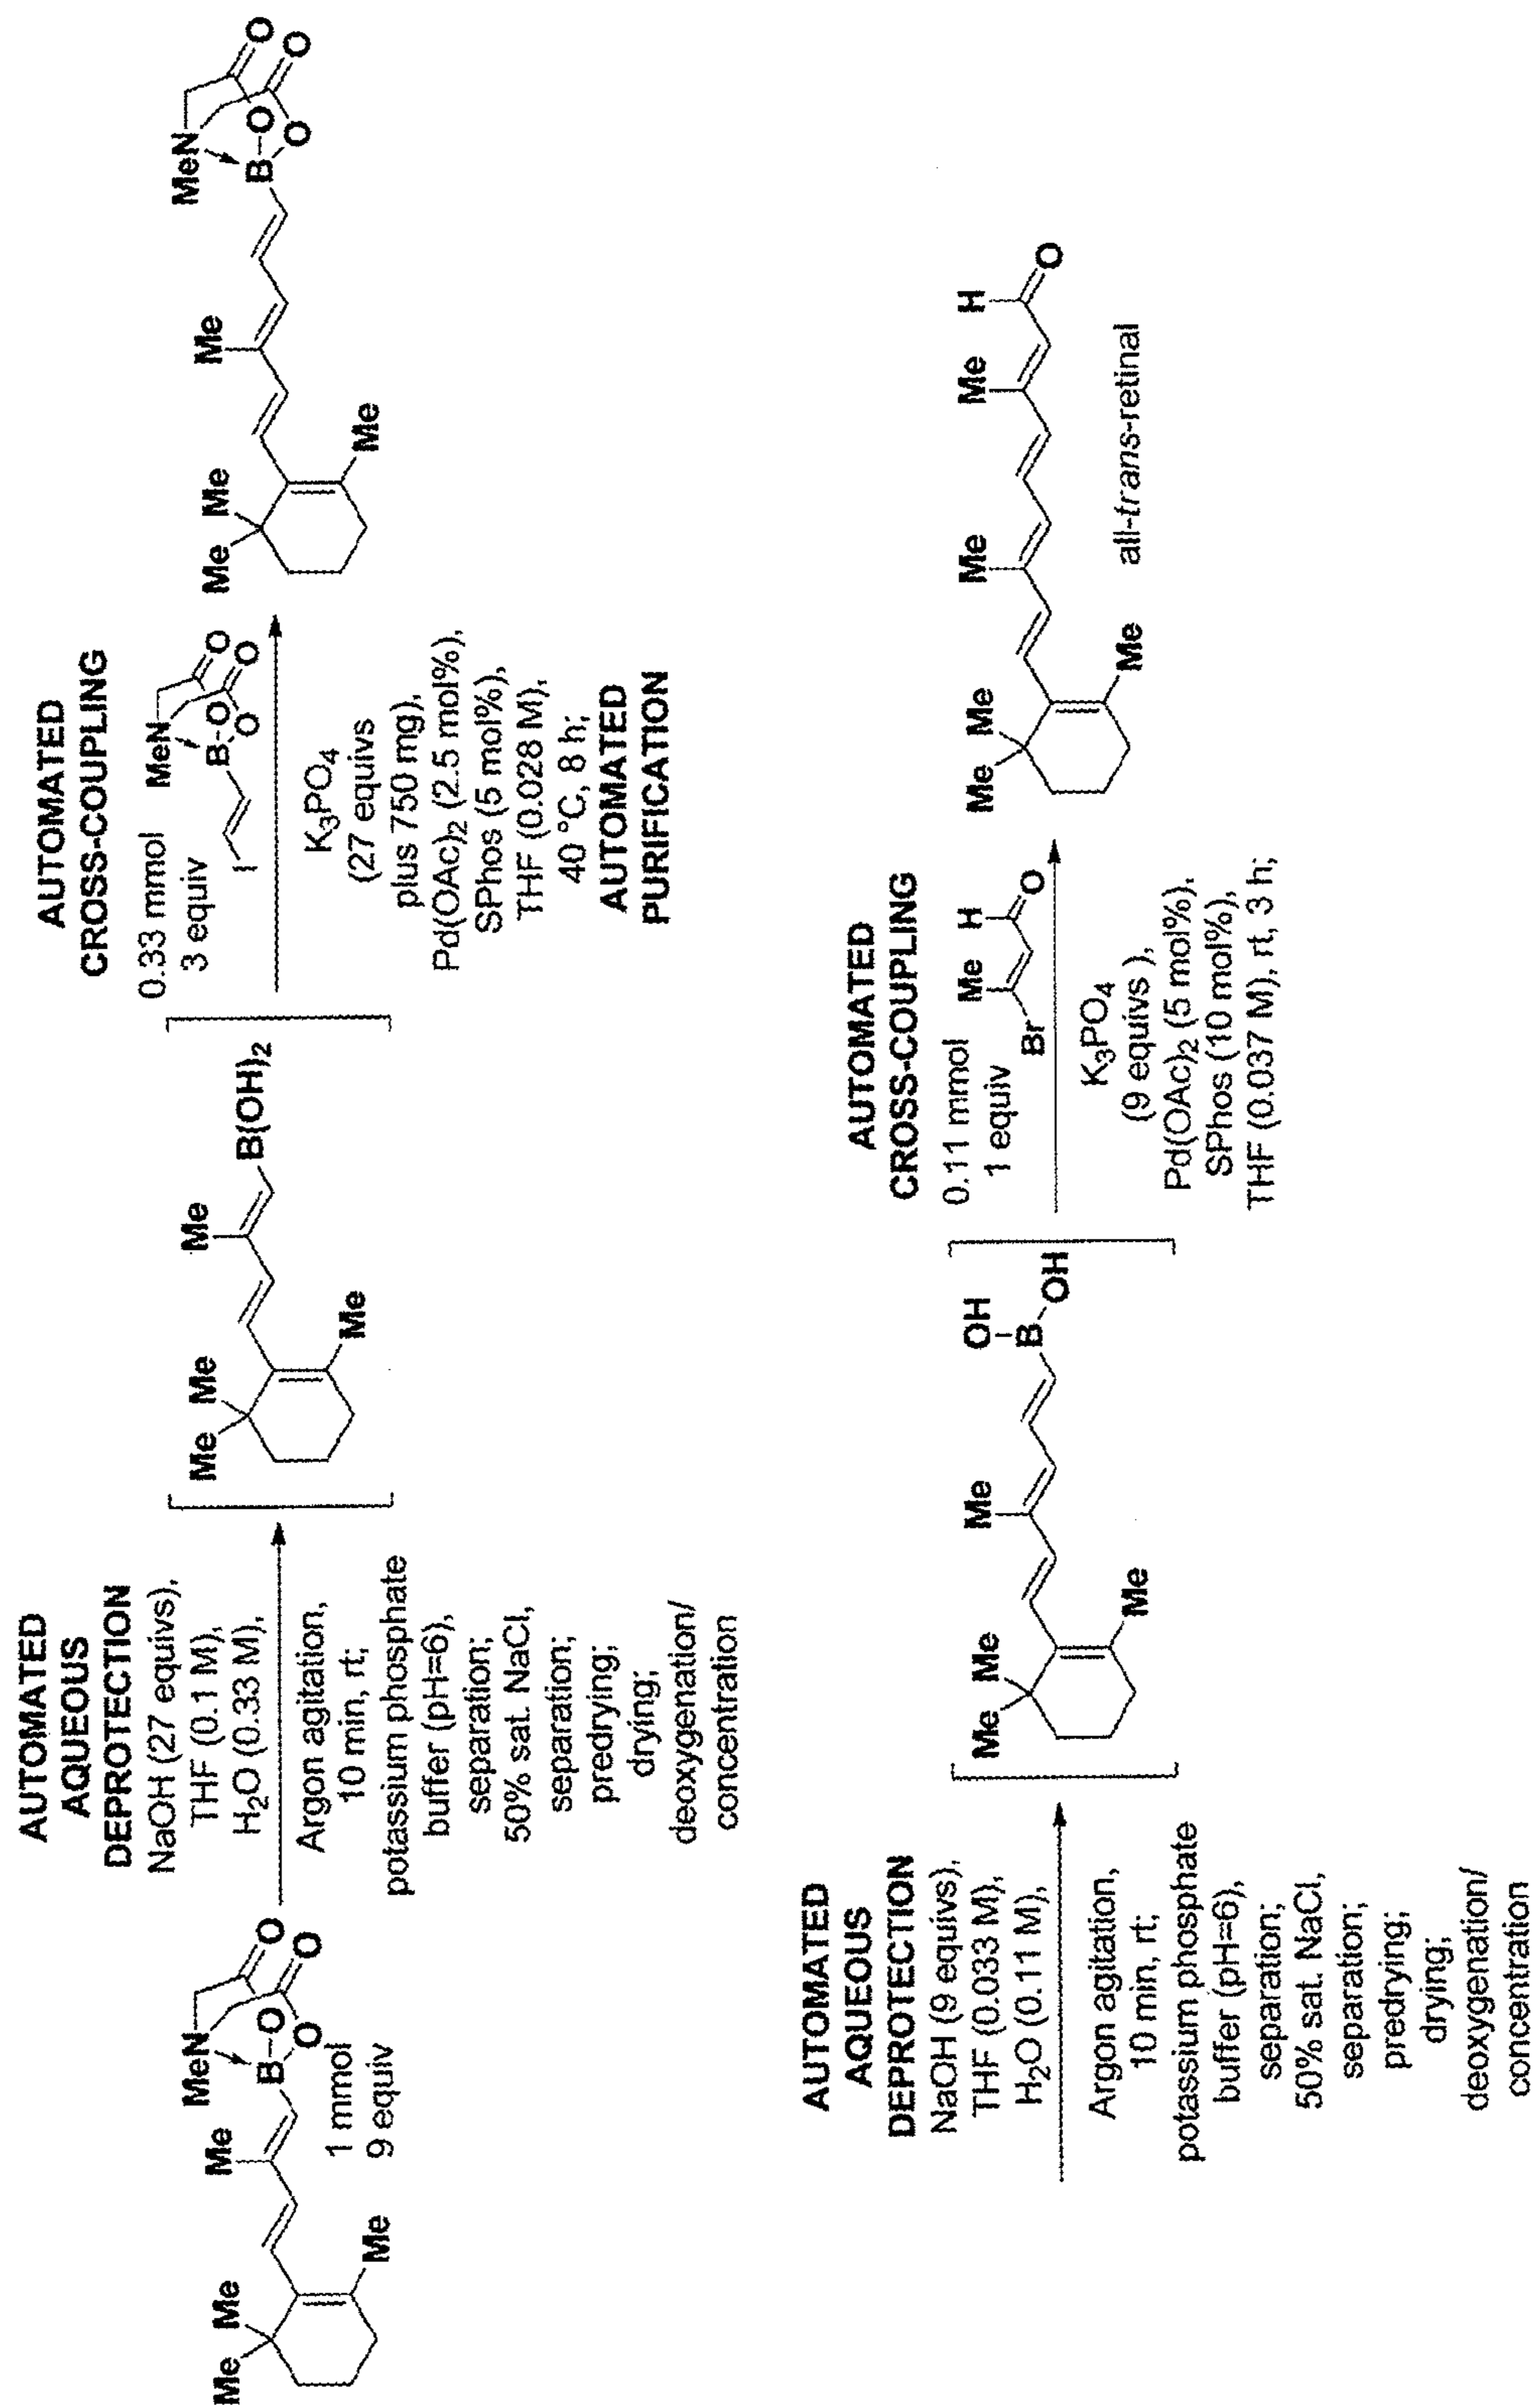 MeN
O
O
Me
Me
Me
B-O
O
1 mmol
9 equiv
Me
AUTOMATED
AQUEOUS
DEPROTECTION
NaOH (27 equivs),
THF (0.1 M),
H2O (0.33 M),
Argon agitation,
10 min, rt;
potassium phosphate
buffer (pH=6),
separation;
50% sat. NaCl,
separation;
predrying;
drying;
deoxygenation/
concentration
Me Me
Me
B(OH)2
Me
AUTOMATED
CROSS-COUPLING
0.33 mmol
3 equiv
MeN
O
B-O
O
O
I
K3PO4
(27 equivs
plus 750 mg),
Pd(OAc)2 (2.5 mol%),
SPhos (5 mol%),
THF (0.028 M),
40 °C, 8 h;
AUTOMATED
PURIFICATION
MeN
O
O
Me Me
Me
B-O
O
Me
AUTOMATED
AQUEOUS
DEPROTECTION
NaOH (9 equivs),
THF (0.033 M),
H2O (0.11 M),
Argon agitation,
10 min, rt;
potassium phosphate
buffer (pH=6),
separation;
50% sat. NaCl,
separation;
predrying;
drying;
deoxygenation/
concentration
Me Me
Me
OH
B
OH
Me
AUTOMATED
CROSS-COUPLING
0.11 mmol
1 equiv
Me H
Br
O
K3PO4
(9 equivs ),
Pd(OAc)2 (5 mol%),
SPhos (10 mol%),
THF (0.037 M), rt, 3 h;
Me Me
Me
Me
H
O
Me
all-trans-retinal